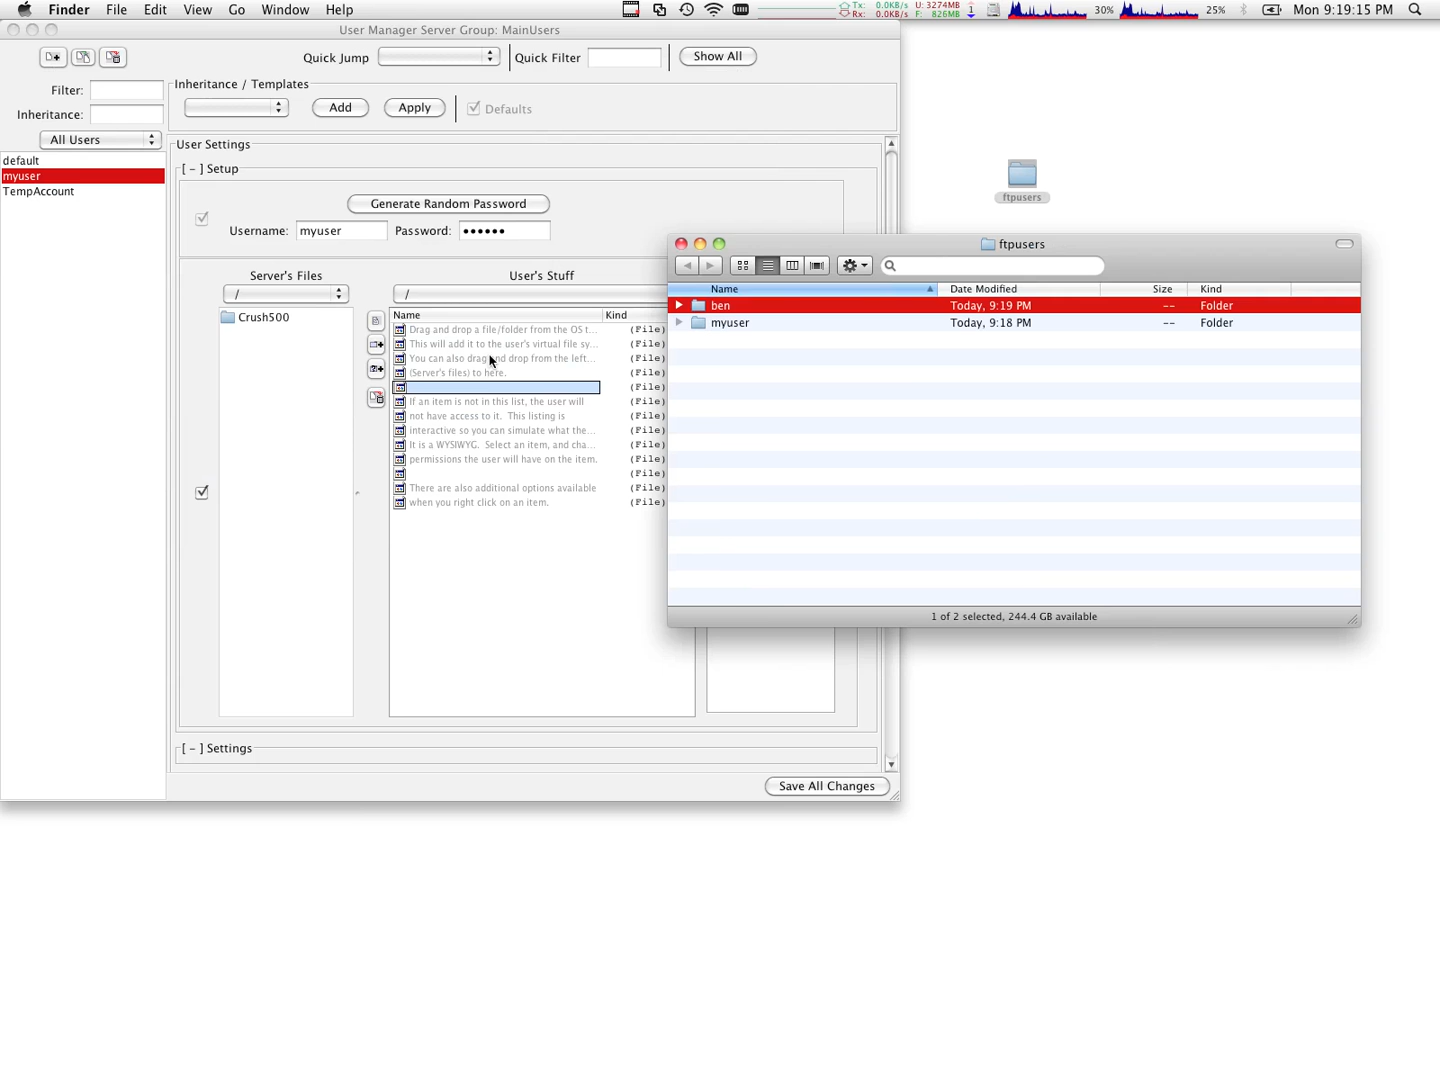 Finder File Edit View Go Window Help
Tx: 0.0KB/s U: 3274MB
Rx: 0.0KB/s F: 826MB
1 30% 25% Mon 9:19:15 PM
User Manager Server Group: MainUsers
Quick Jump Quick Filter Show All
Filter:
Inheritance:
Inheritance / Templates
Add Apply Defaults
All Users
default
myuser
TempAccount
User Settings
[ - ] Setup
Generate Random Password
Username: myuser Password: ••••••
Server's Files User's Stuff
/ /
Crush500
Name Kind
Drag and drop a file/folder from the OS t... (File)
This will add it to the user's virtual file sy... (File)
You can also drag and drop from the left... (File)
(Server's files) to here. (File)
(File)
If an item is not in this list, the user will (File)
not have access to it. This listing is (File)
interactive so you can simulate what the... (File)
It is a WYSIWYG. Select an item, and cha... (File)
permissions the user will have on the item. (File)
(File)
There are also additional options available (File)
when you right click on an item. (File)
[ - ] Settings
Save All Changes
ftpusers
ftpusers
Name Date Modified Size Kind
ben Today, 9:19 PM -- Folder
myuser Today, 9:18 PM -- Folder
1 of 2 selected, 244.4 GB available